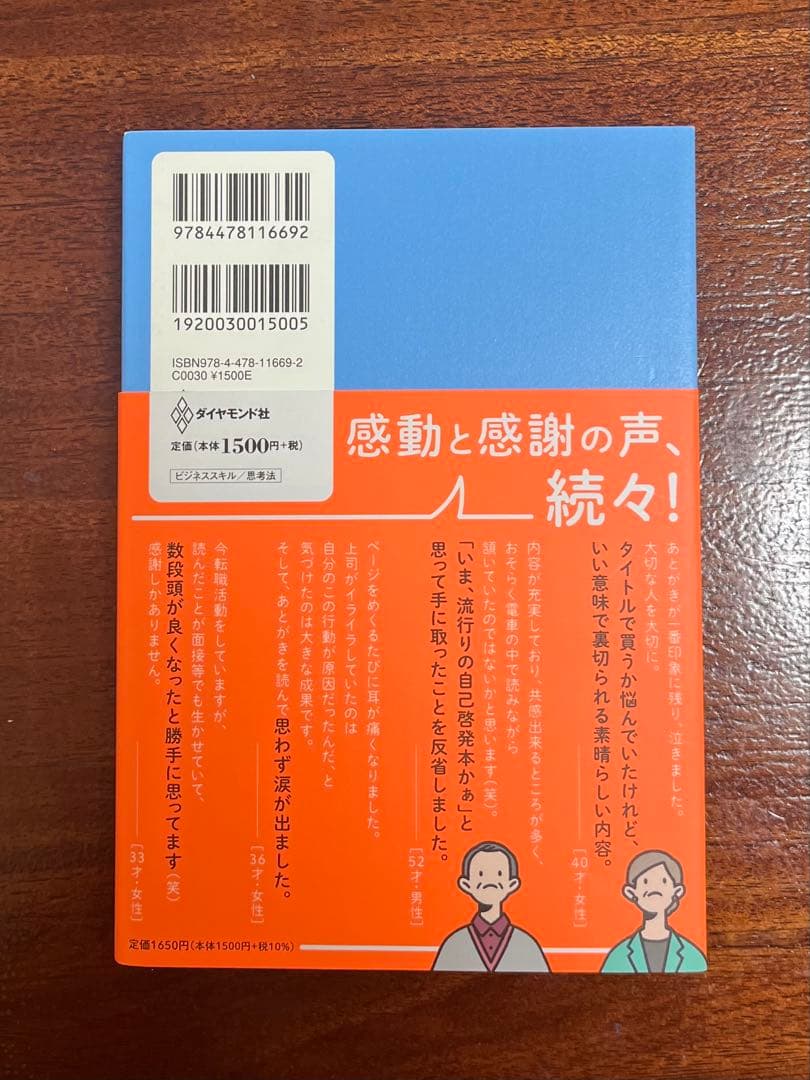 9784478116692
1920030015005
ISBN978-4-478-11669-2
C0030 ¥1500E
ダイヤモンド社
定価(本体1500円+税)
ビジネススキル/思考法
感動と感謝の声、
続々!
あとがきが一番印象に残り、泣きました。
大切な人を大切に。
タイトルで買うか悩んでいたけれど、
いい意味で裏切られる素晴らしい内容。
[40才・女性]
内容が充実しており、共感出来るところが多く、
おそらく電車の中で読みながら
頷いていたのではないかと思います(笑)。
「いま、流行りの自己啓発本かぁ」と
思って手に取ったことを反省しました。
[52才・男性]
ページをめくるたびに耳が痛くなりました。
上司がイライラしていたのは
自分のこの行動が原因だったんだ、と
気づけたのは大きな成果です。
そして、あとがきを読んで思わず涙が出ました。
[36才・女性]
今転職活動をしていますが、
読んだことが面接等でも生かせていて、
数段頭が良くなったと勝手に思ってます(笑)
感謝しかありません。
[33才・女性]
定価1650円(本体1500円+税10%)